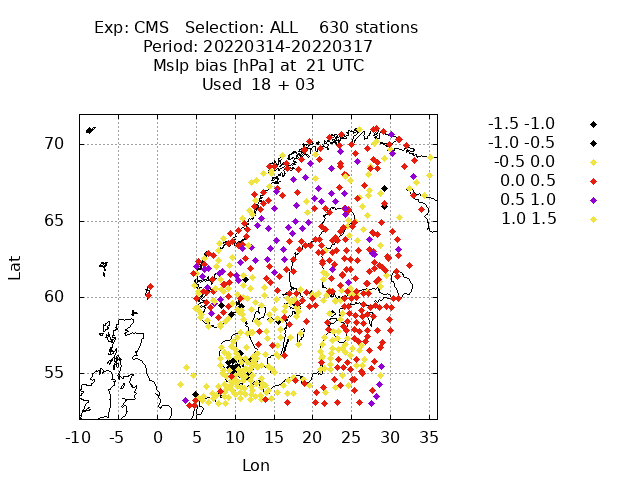 Exp: CMS Selection: ALL 630 stations
Period: 20220314-20220317
Mslp bias [hPa] at 21 UTC
Used 18 + 03
-1.5 -1.0
-1.0 -0.5
-0.5 0.0
0.0 0.5
0.5 1.0
1.0 1.5
70
65
60
55
Lat
-10 -5 0 5 10 15 20 25 30 35
Lon